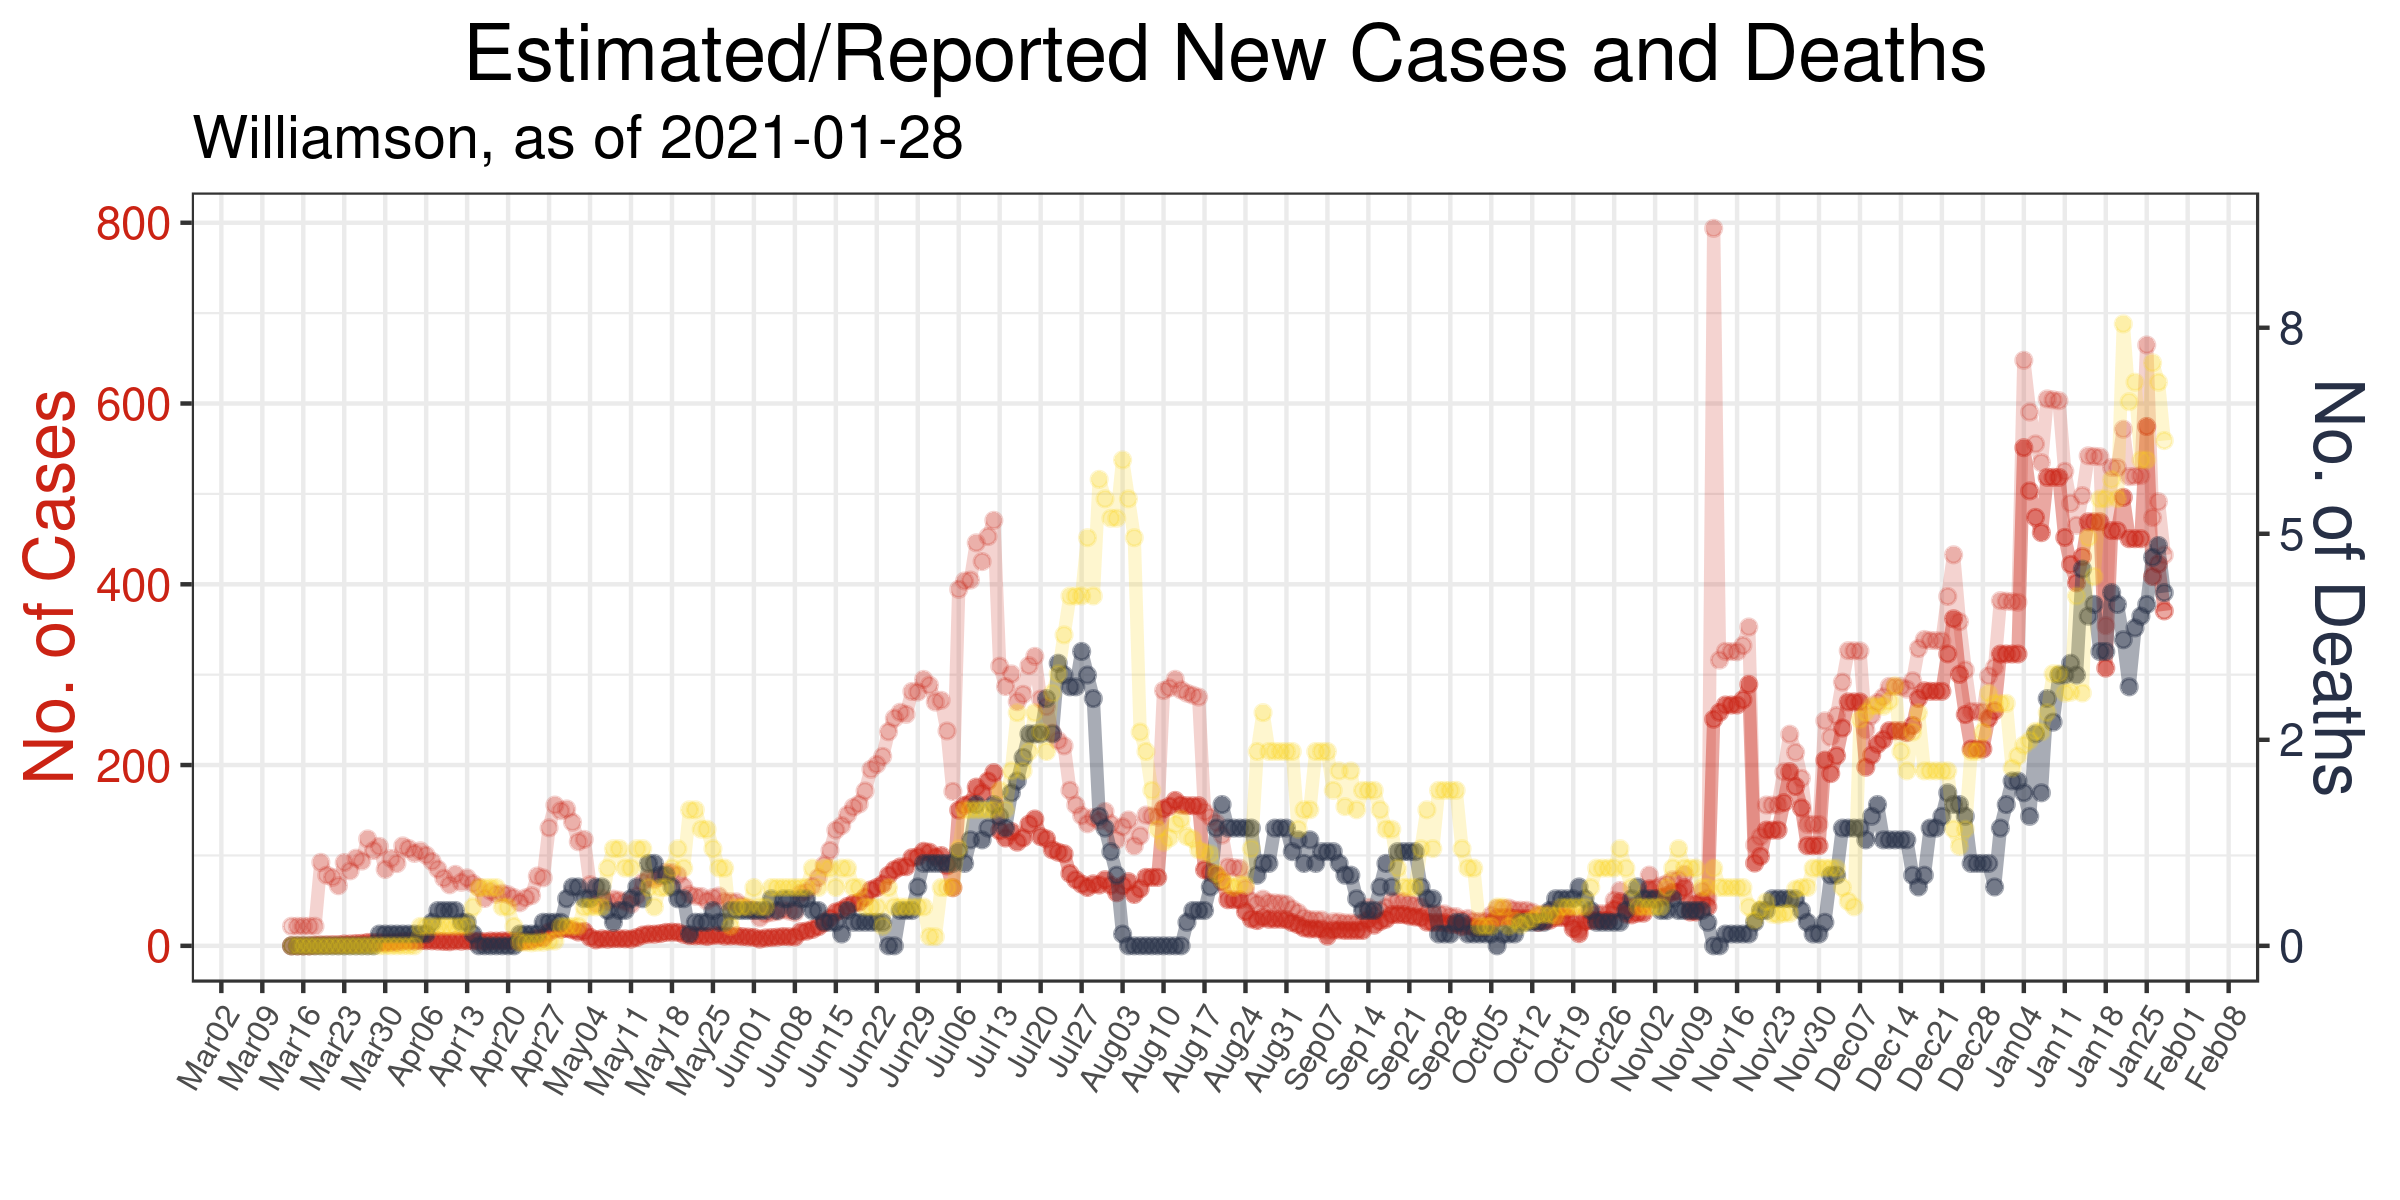 Estimated/Reported New Cases and Deaths
Williamson, as of 2021-01-28
No. of Cases
800
600
400
200
0
8
5
2
0
No. of Deaths
Mar02 Mar09 Mar16 Mar23 Mar30 Apr06 Apr13 Apr20 Apr27 May04 May11 May18 May25 Jun01 Jun08 Jun15 Jun22 Jun29 Jul06 Jul13 Jul20 Jul27 Aug03 Aug10 Aug17 Aug24 Aug31 Sep07 Sep14 Sep21 Sep28 Oct05 Oct12 Oct19 Oct26 Nov02 Nov09 Nov16 Nov23 Nov30 Dec07 Dec14 Dec21 Dec28 Jan04 Jan11 Jan18 Jan25 Feb01 Feb08